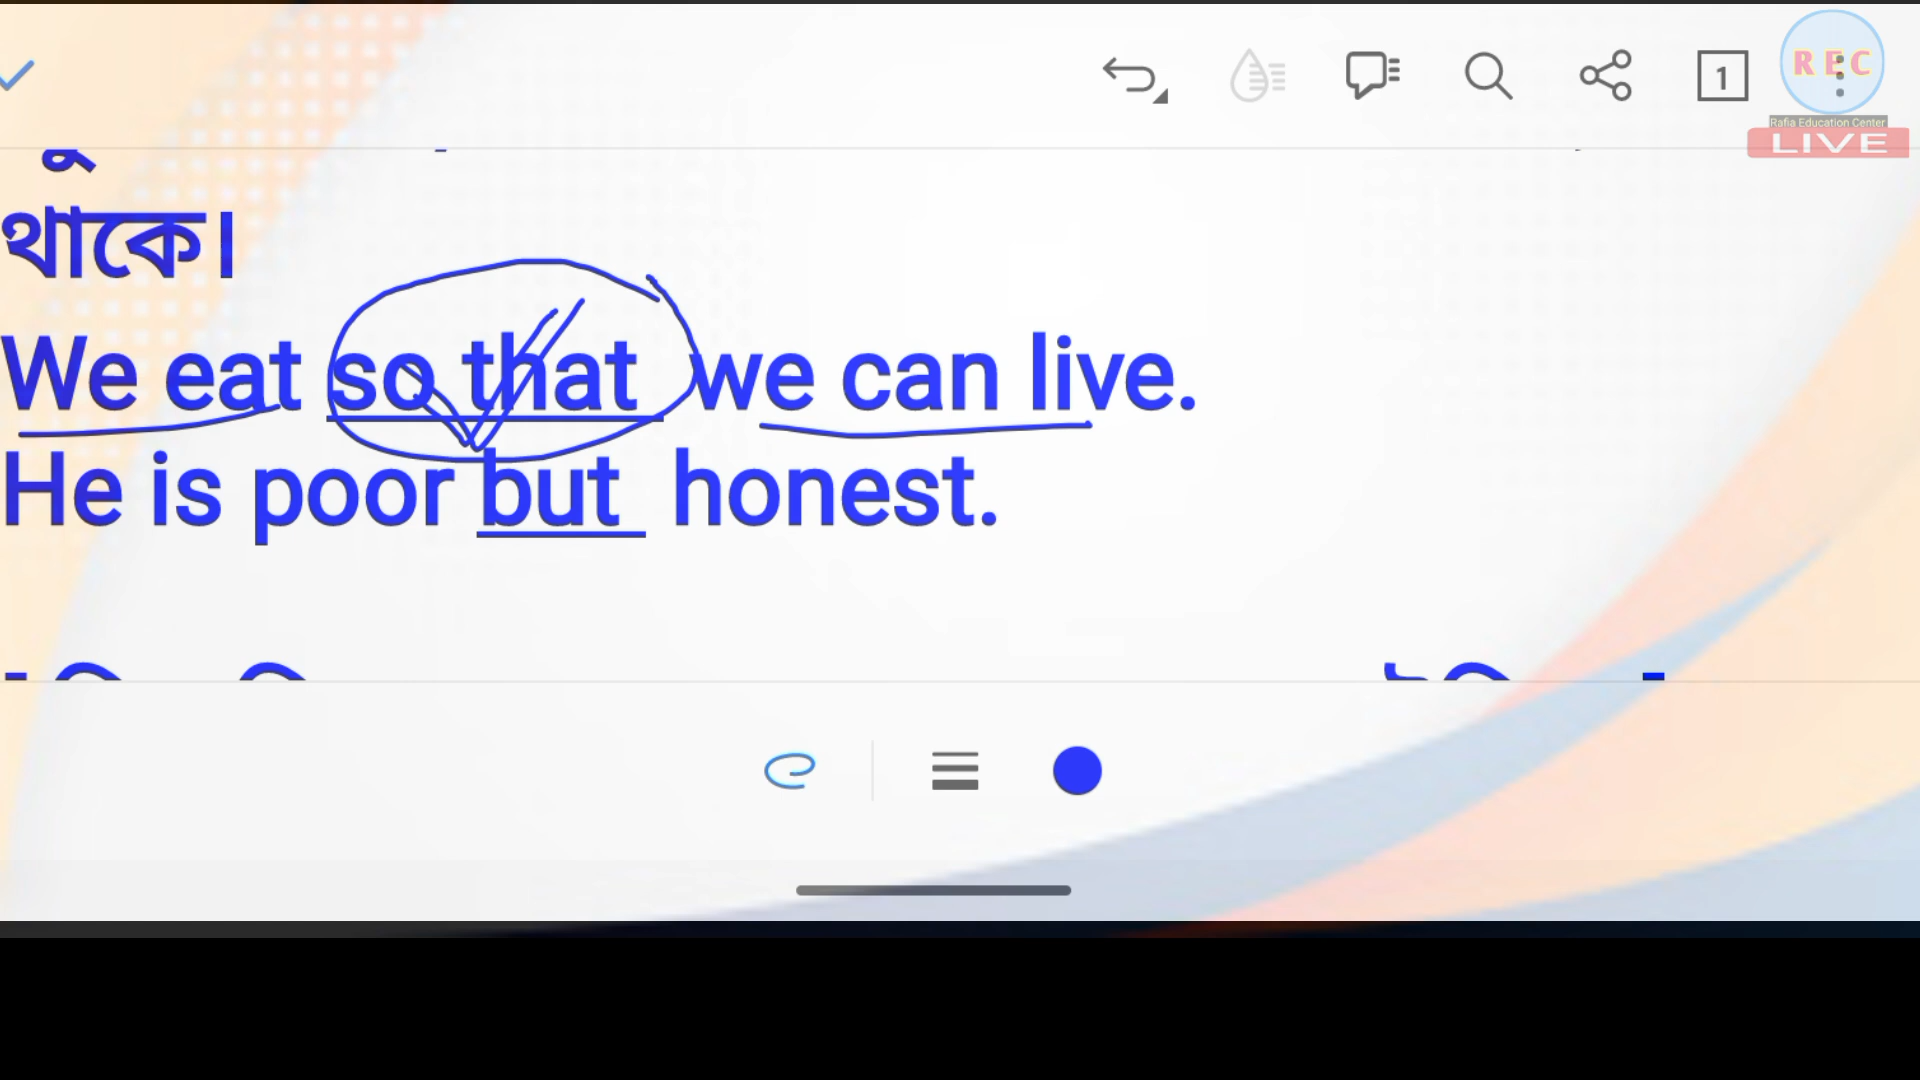 1
REC
Rafia Education Center
LIVE
থাকে।
We eat so that we can live.
He is poor but honest.